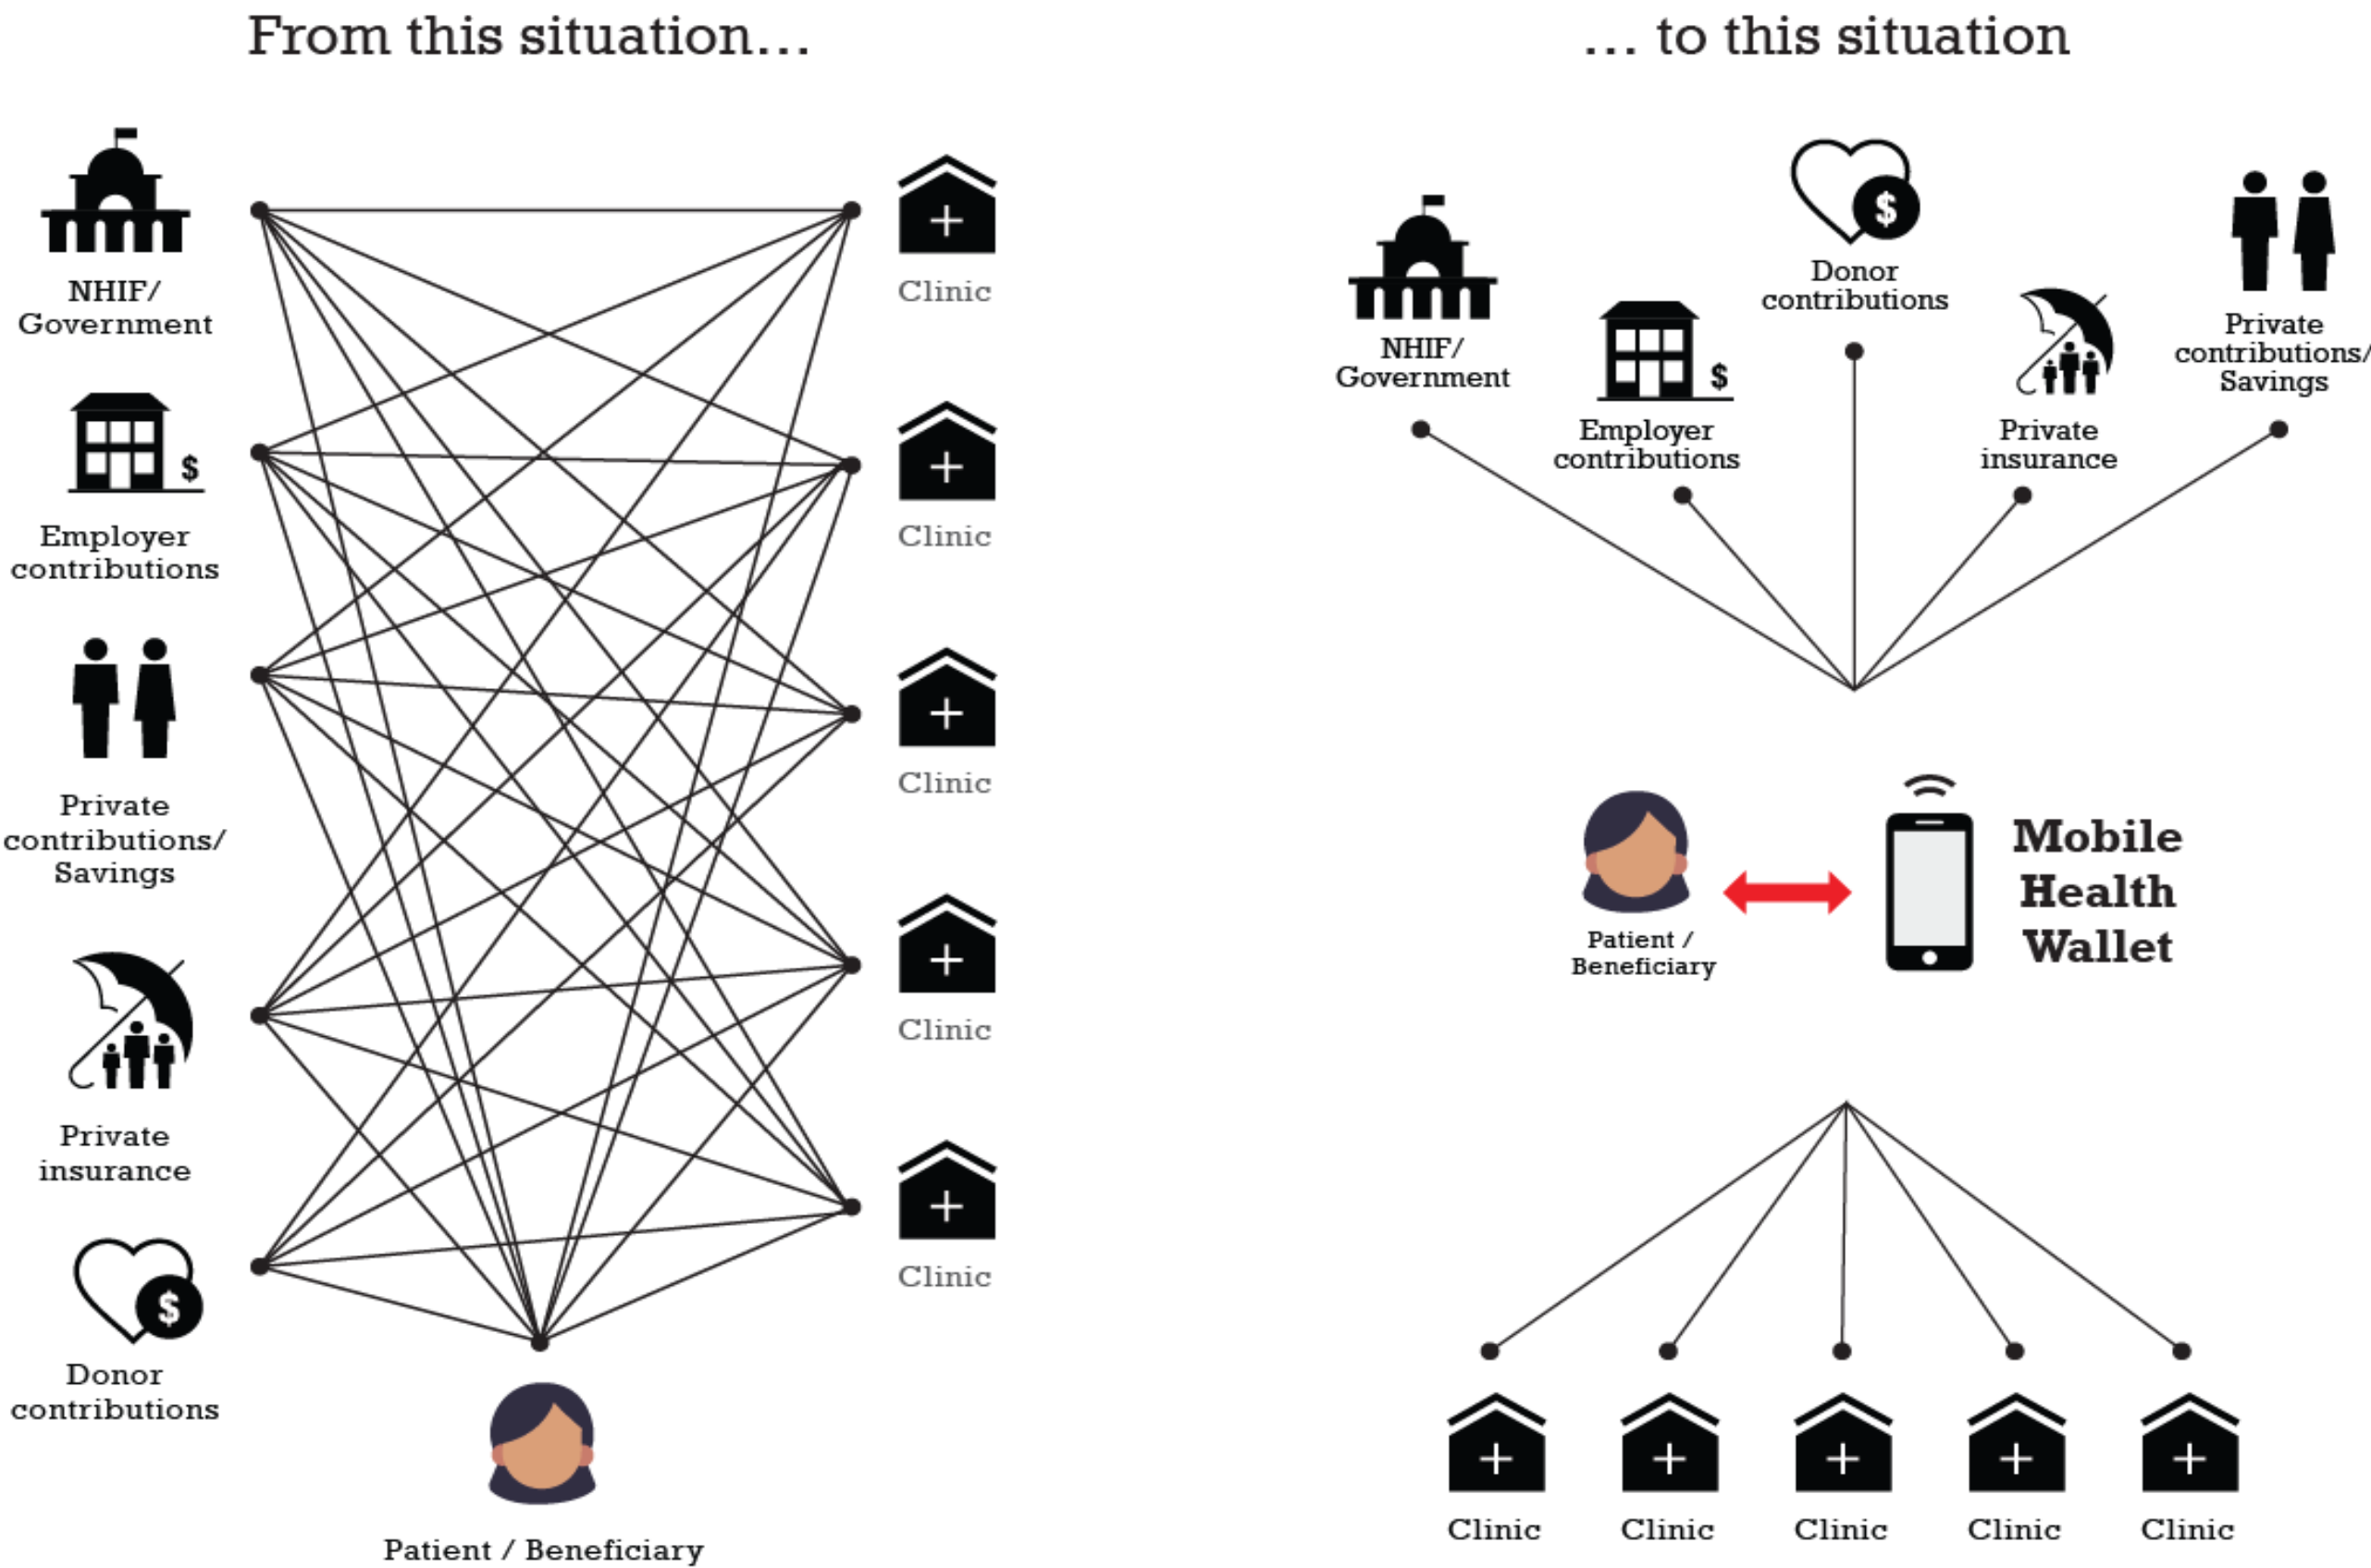 From this situation...
NHIF/
Government
Employer
contributions
$
Private
contributions/
Savings
Private
insurance
$
Donor
contributions
Clinic
Clinic
Clinic
Clinic
Clinic
Patient / Beneficiary
... to this situation
NHIF/
Government
$
Employer
contributions
$
Donor
contributions
Private
insurance
Private
contributions/
Savings
Patient /
Beneficiary
Mobile
Health
Wallet
Clinic
Clinic
Clinic
Clinic
Clinic